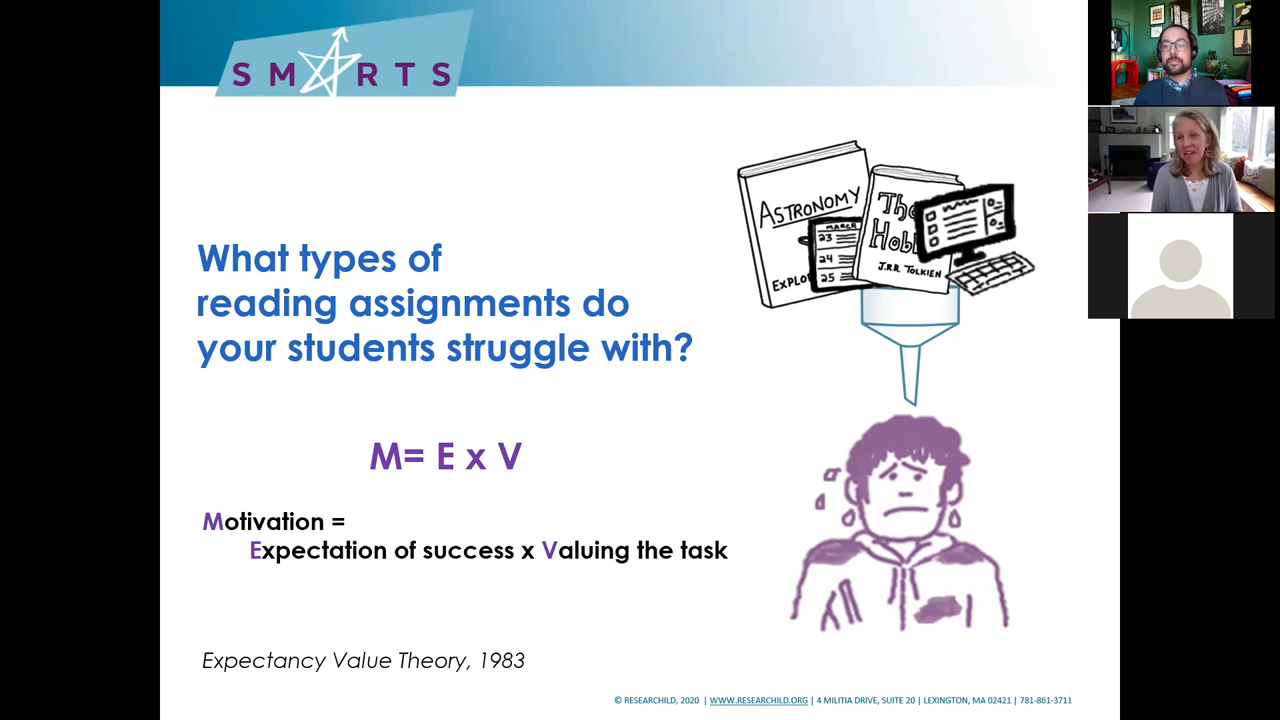 SMARTS
What types of
reading assignments do
your students struggle with?
M= E x V
Motivation =
Expectation of success x Valuing the task
Expectancy Value Theory, 1983
ASTRONOMY
EXPLO
MARCH
23
24
25
The
Hobb
J.R.R. TOLKIEN
© RESEARCHILD, 2020 | WWW.RESEARCHILD.ORG | 4 MILITIA DRIVE, SUITE 20 | LEXINGTON, MA 02421 | 781-861-3711